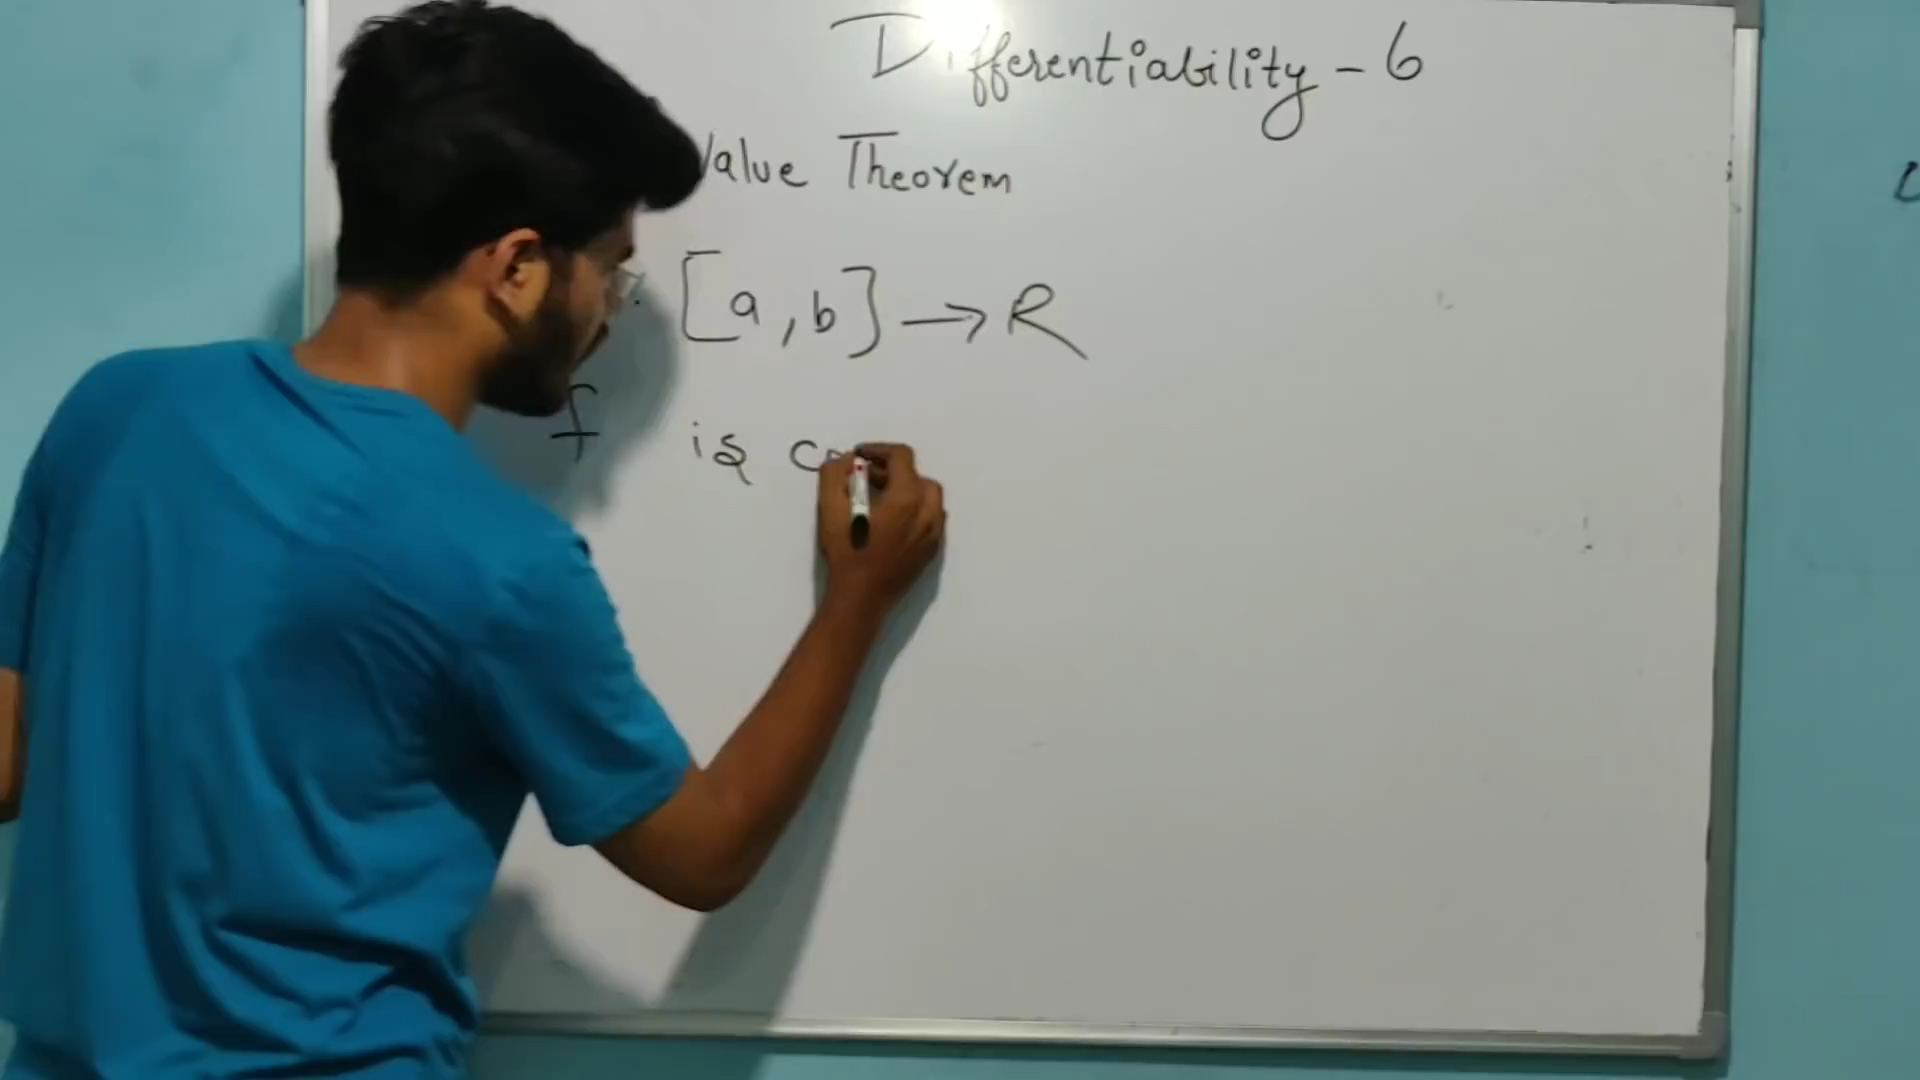 Differentiability - 6
Value Theorem
[a, b] → R
f is